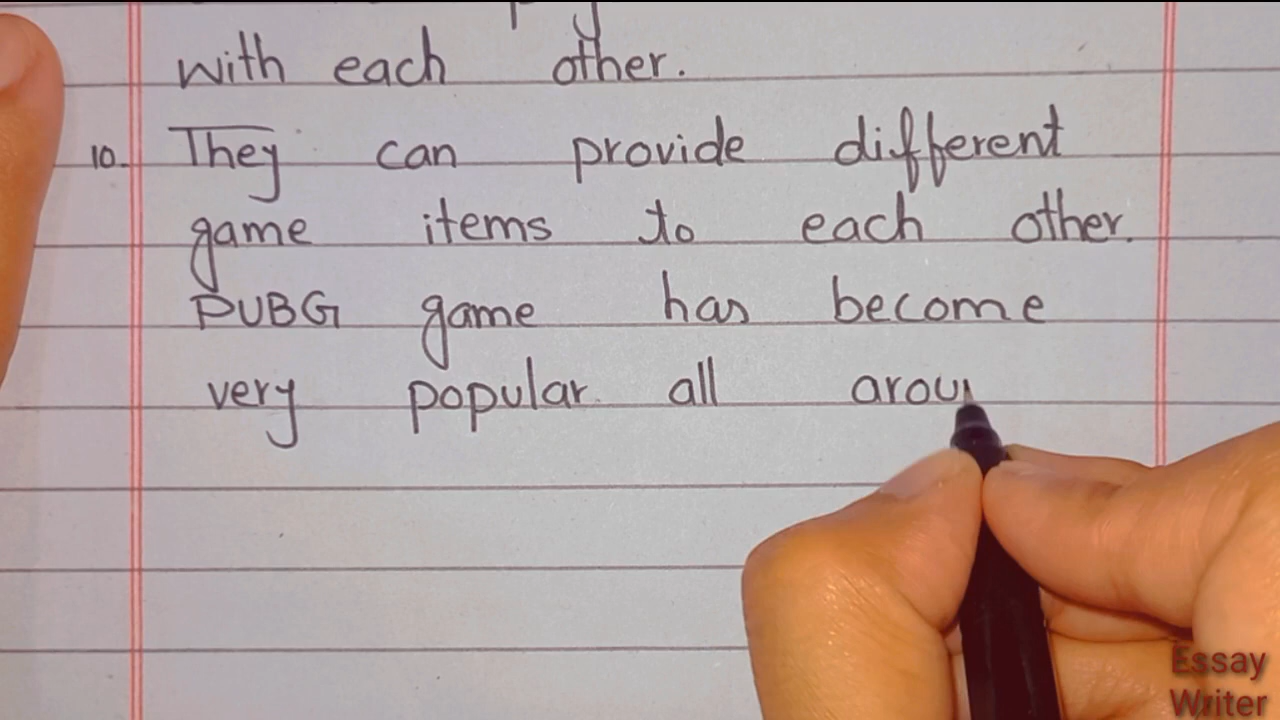 with each other.
10. They can provide different
game items to each other.
PUBG game has become
very popular all arou
Essay
Writer